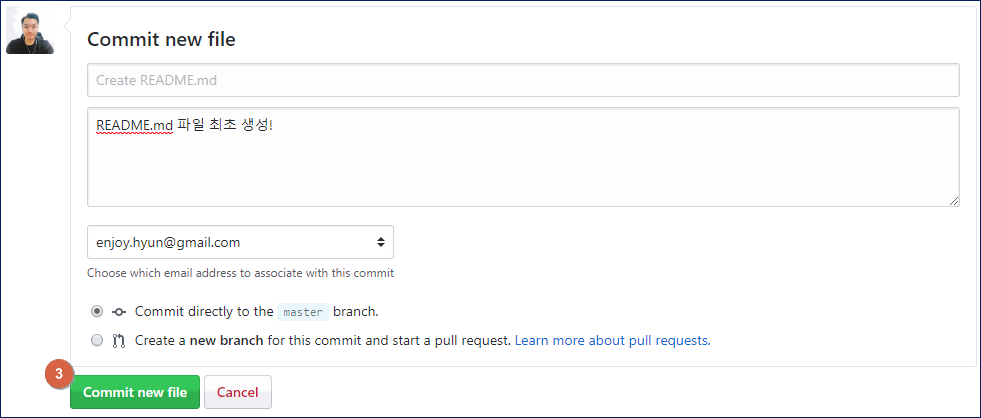 Commit new file
Create README.md
README.md 파일 최초 생성!
enjoy.hyun@gmail.com
Choose which email address to associate with this commit
Commit directly to the master branch.
Create a new branch for this commit and start a pull request. Learn more about pull requests.
3
Commit new file Cancel